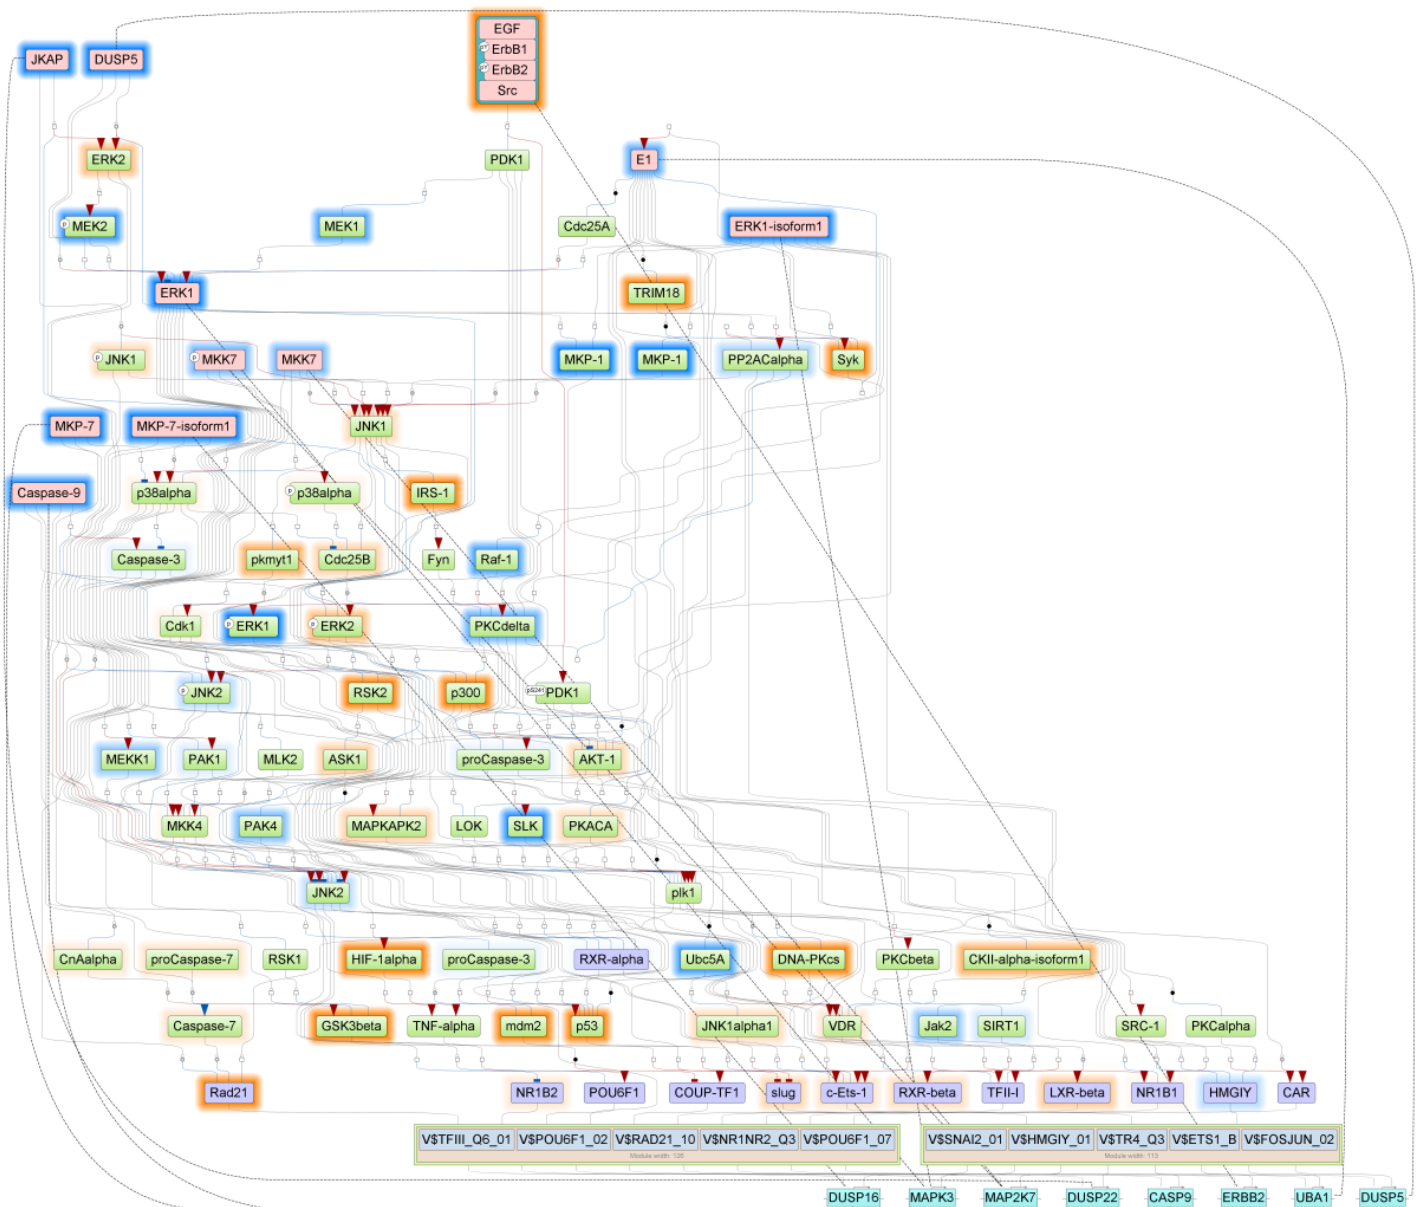 EGF
JKAP
DUSP5
pY ErbB1
pY ErbB2
Src
ERK2
PDK1
E1
p MEK2
MEK1
Cdc25A
ERK1-isoform1
ERK1
TRIM18
p JNK1
p MKK7
MKK7
MKP-1
MKP-1
PP2ACalpha
Syk
MKP-7
MKP-7-isoform1
JNK1
Caspase-9
p38alpha
p p38alpha
IRS-1
Caspase-3
pkmyt1
Cdc25B
Fyn
Raf-1
Cdk1
p ERK1
p ERK2
PKCdelta
p JNK2
RSK2
p300
pS241 PDK1
MEKK1
PAK1
MLK2
ASK1
proCaspase-3
AKT-1
MKK4
PAK4
MAPKAPK2
LOK
SLK
PKACA
JNK2
plk1
CnAalpha
proCaspase-7
RSK1
HIF-1alpha
proCaspase-3
RXR-alpha
Ubc5A
DNA-PKcs
PKCbeta
CKII-alpha-isoform1
Caspase-7
GSK3beta
TNF-alpha
mdm2
p53
JNK1alpha1
VDR
Jak2
SIRT1
SRC-1
PKCalpha
Rad21
NR1B2
POU6F1
COUP-TF1
slug
c-Ets-1
RXR-beta
TFII-I
LXR-beta
NR1B1
HMGIY
CAR
V$TFIII_Q6_01
V$POU6F1_02
V$RAD21_10
V$NR1NR2_Q3
V$POU6F1_07
V$SNAI2_01
V$HMGIY_01
V$TR4_Q3
V$ETS1_B
V$FOSJUN_02
Module width: 113
DUSP16
MAPK3
MAP2K7
DUSP22
CASP9
ERBB2
UBA1
DUSP5